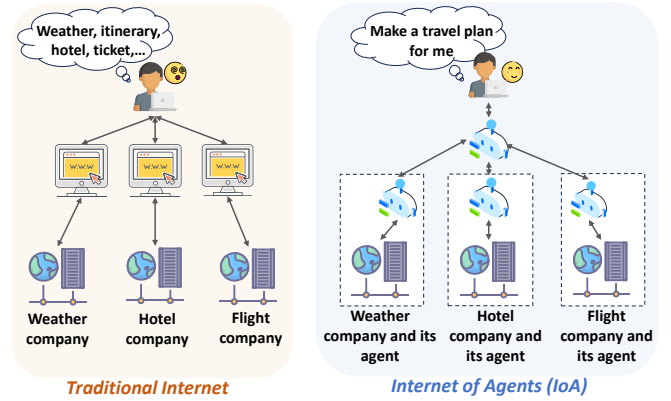 Weather, itinerary,
hotel, ticket,...
www
www
www
Weather
company
Hotel
company
Flight
company
Traditional Internet
Make a travel plan
for me
Weather
company and its
agent
Hotel
company and
its agent
Flight
company and
its agent
Internet of Agents (IoA)